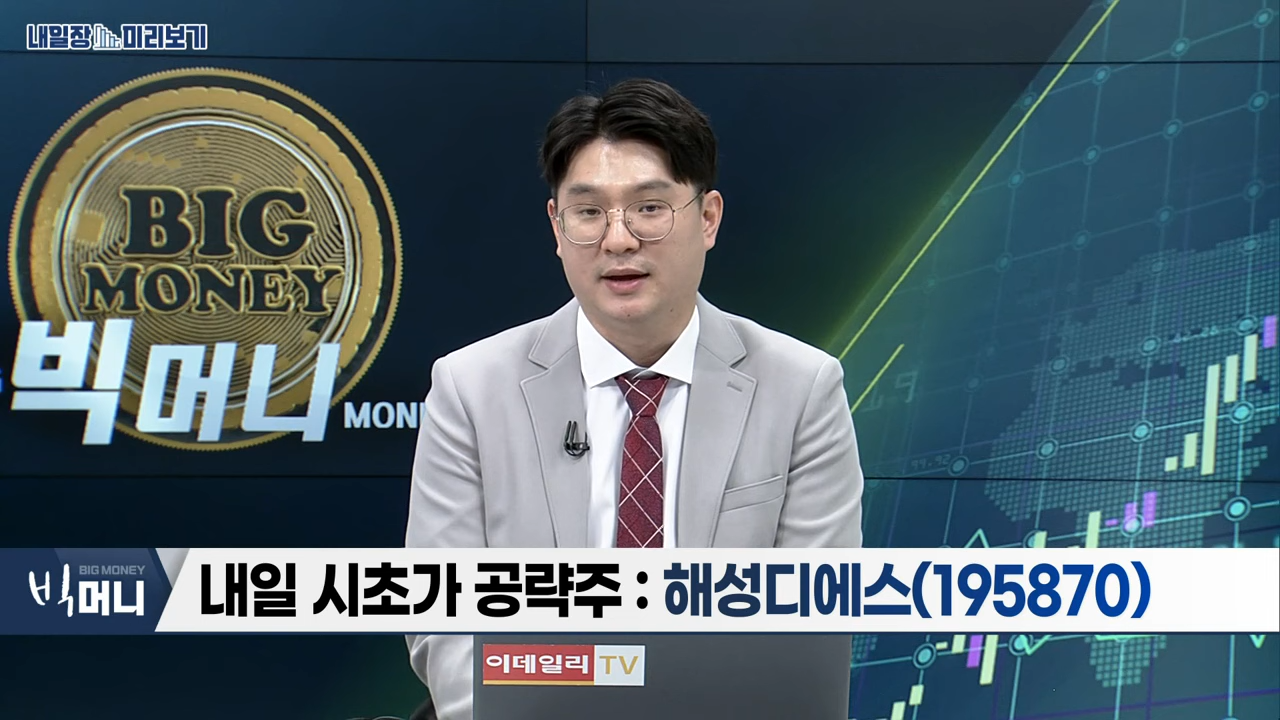 내일장 미리보기
BIG
MONEY
빅머니 MON
빅머니 BIG MONEY
내일 시초가 공략주 : 해성디에스(195870)
이데일리 TV